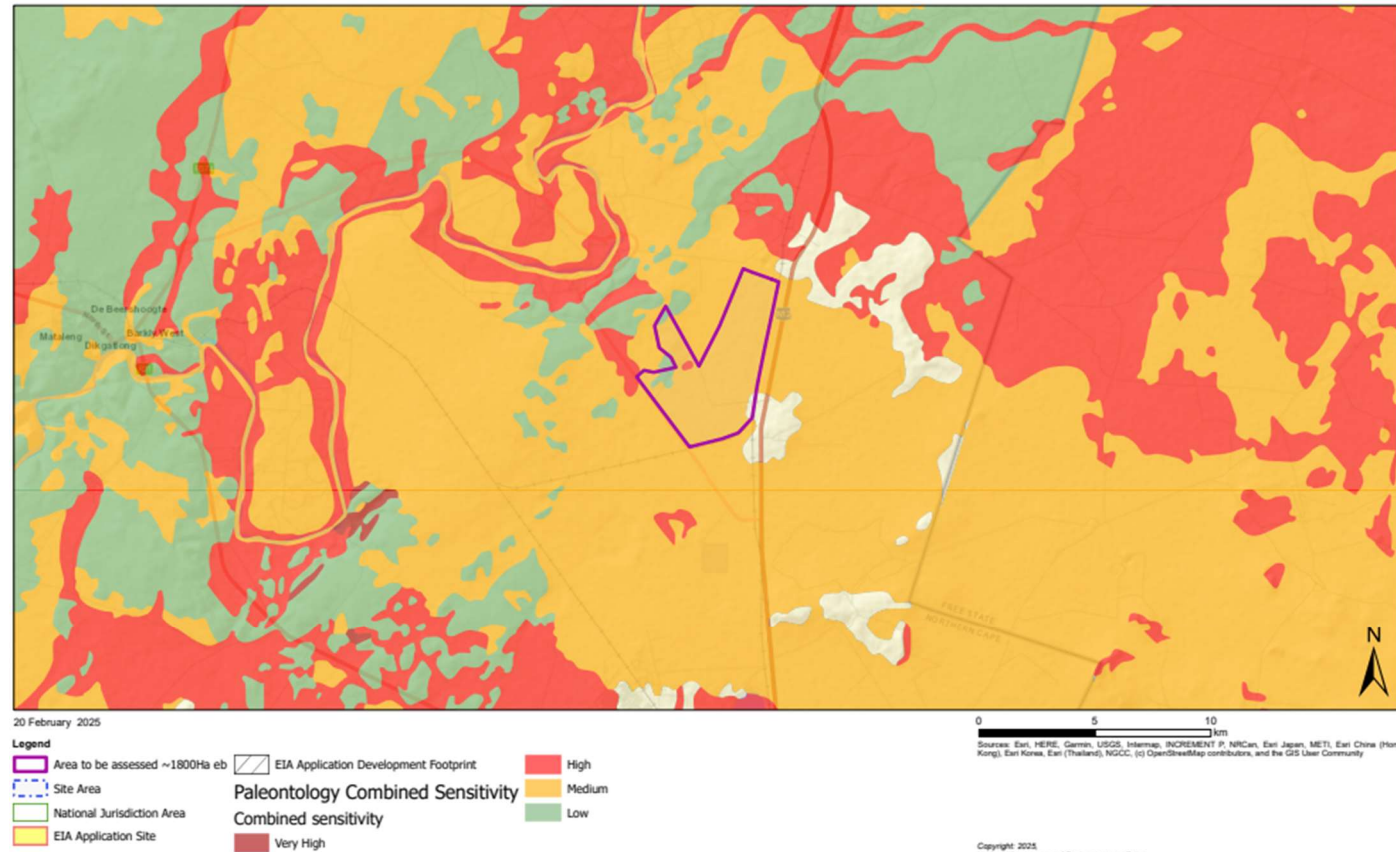 De Beershoogte
Mataleng
Barkly West
Dikgatlong
FREE STATE
NORTHERN CAPE
N
20 February 2025
0 5 10
km
Sources: Esri, HERE, Garmin, USGS, Intermap, INCREMENT P, NRCan, Esri Japan, METI, Esri China (Hon
Kong), Esri Korea, Esri (Thailand), NGCC, (c) OpenStreetMap contributors, and the GIS User Community
Legend
Area to be assessed ~1800Ha eb
Site Area
National Jurisdiction Area
EIA Application Site
EIA Application Development Footprint
Paleontology Combined Sensitivity
Combined sensitivity
Very High
High
Medium
Low
Copyright: 2025,